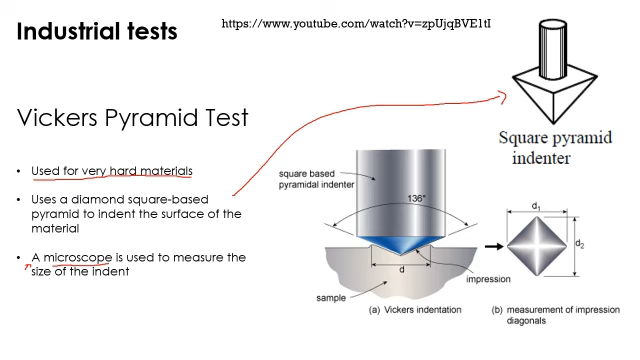 Industrial tests
https://www.youtube.com/watch?v=zpUjqBVE1tI
Vickers Pyramid Test
• Used for very hard materials
• Uses a diamond square-based
pyramid to indent the surface of the
material
• A microscope is used to measure the
size of the indent
Square pyramid
indenter
square based
pyramidal indenter
136°
d
impression
sample
(a) Vickers indentation
d₁
d₂
(b) measurement of impression
diagonals